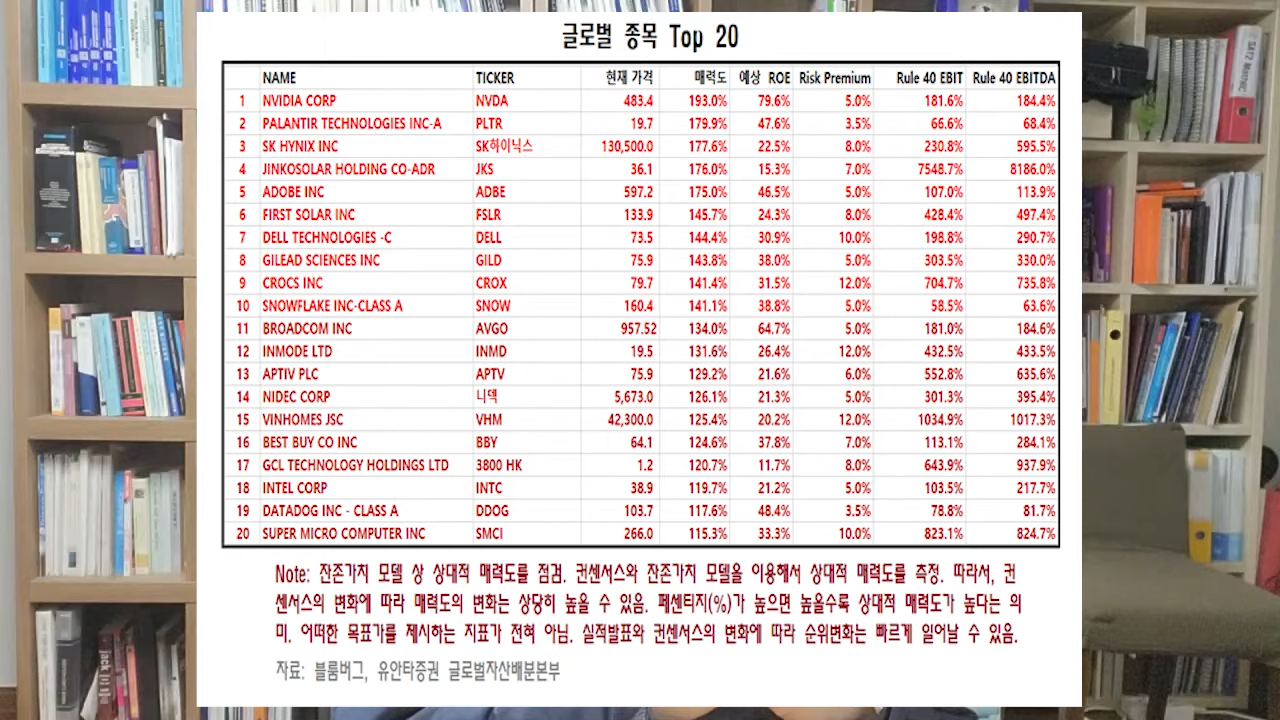 글로벌 종목 Top 20
NAME TICKER 현재 가격 매력도 예상 ROE Risk Premium Rule 40 EBIT Rule 40 EBITDA
1 NVIDIA CORP NVDA 483.4 193.0% 79.6% 5.0% 181.6% 184.4%
2 PALANTIR TECHNOLOGIES INC-A PLTR 19.7 179.9% 47.6% 3.5% 66.6% 68.4%
3 SK HYNIX INC SK하이닉스 130,500.0 177.6% 22.5% 8.0% 230.8% 595.5%
4 JINKOSOLAR HOLDING CO-ADR JKS 36.1 176.0% 15.3% 7.0% 7548.7% 8186.0%
5 ADOBE INC ADBE 597.2 175.0% 46.5% 5.0% 107.0% 113.9%
6 FIRST SOLAR INC FSLR 133.9 145.7% 24.3% 8.0% 428.4% 497.4%
7 DELL TECHNOLOGIES -C DELL 73.5 144.4% 30.9% 10.0% 198.8% 290.7%
8 GILEAD SCIENCES INC GILD 75.9 143.8% 38.0% 5.0% 303.5% 330.0%
9 CROCS INC CROX 79.7 141.4% 31.5% 12.0% 704.7% 735.8%
10 SNOWFLAKE INC-CLASS A SNOW 160.4 141.1% 38.8% 5.0% 58.5% 63.6%
11 BROADCOM INC AVGO 957.52 134.0% 64.7% 5.0% 181.0% 184.6%
12 INMODE LTD INMD 19.5 131.6% 26.4% 12.0% 432.5% 433.5%
13 APTIV PLC APTV 75.9 129.2% 21.6% 6.0% 552.8% 635.6%
14 NIDEC CORP 니덱 5,673.0 126.1% 21.3% 5.0% 301.3% 395.4%
15 VINHOMES JSC VHM 42,300.0 125.4% 20.2% 12.0% 1034.9% 1017.3%
16 BEST BUY CO INC BBY 64.1 124.6% 37.8% 7.0% 113.1% 284.1%
17 GCL TECHNOLOGY HOLDINGS LTD 3800 HK 1.2 120.7% 11.7% 8.0% 643.9% 937.9%
18 INTEL CORP INTC 38.9 119.7% 21.2% 5.0% 103.5% 217.7%
19 DATADOG INC - CLASS A DDOG 103.7 117.6% 48.4% 3.5% 78.8% 81.7%
20 SUPER MICRO COMPUTER INC SMCI 266.0 115.3% 33.3% 10.0% 823.1% 824.7%
Note: 잔존가치 모델 상 상대적 매력도를 점검. 컨센서스와 잔존가치 모델을 이용해서 상대적 매력도를 측정. 따라서, 컨
센서스의 변화에 따라 매력도의 변화는 상당히 높을 수 있음. 페센티지(%)가 높으면 높을수록 상대적 매력도가 높다는 의
미. 어떠한 목표가를 제시하는 지표가 전혀 아님. 실적발표와 컨센서스의 변화에 따라 순위변화는 빠르게 일어날 수 있음.
자료: 블룸버그, 유안타증권 글로벌자산배분본부